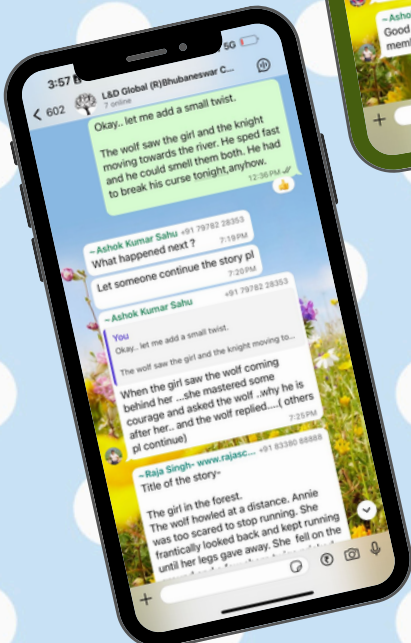 3:57
5G
602
L&D Global (R)Bhubaneswar C...
7 online
Okay.. let me add a small twist.
The wolf saw the girl and the knight
moving towards the river. He sped fast
and he could smell them both. He had
to break his curse tonight,anyhow.
12:36 PM
👍
~Ashok Kumar Sahu +91 79782 28353
What happened next ?
7:19 PM
Let someone continue the story pl
7:20 PM
~Ashok Kumar Sahu +91 79782 28353
You
Okay.. let me add a small twist.
The wolf saw the girl and the knight moving to...
When the girl saw the wolf coming
behind her ...she mastered some
courage and asked the wolf ..why he is
after her.. and the wolf replied....( others
pl continue)
7:25 PM
~Raja Singh- www.rajasc... +91 83380 88888
Title of the story-
The girl in the forest.
The wolf howled at a distance. Annie
was too scared to stop running. She
frantically looked back and kept running
until her legs gave away. She fell on the
~Asho
Good
memb